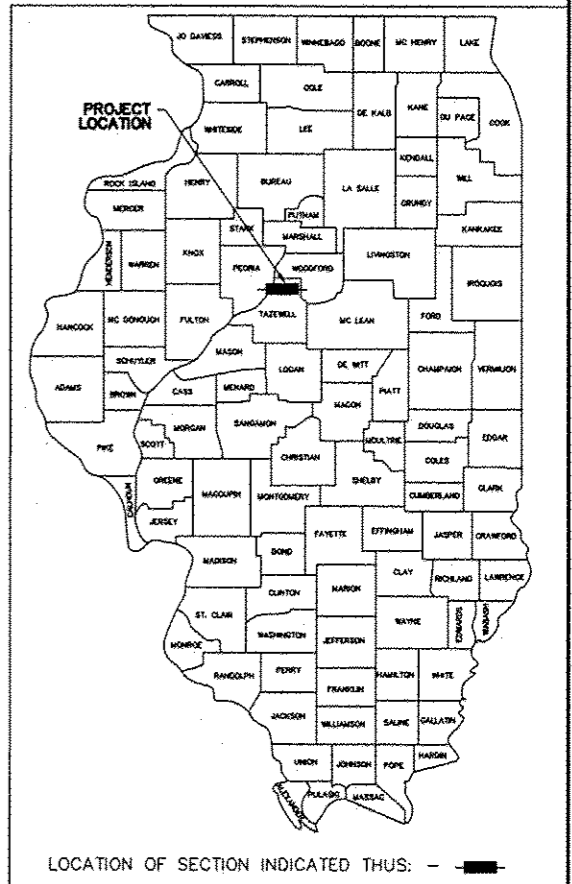 JO DAVIESS STEPHENSON WINNEBAGO BOONE MC HENRY LAKE
CARROLL OGLE
PROJECT
LOCATION
DE KALB KANE DU PAGE COOK
WHITESIDE LEE
KENDALL WILL
ROCK ISLAND HENRY BUREAU LA SALLE GRUNDY
MERCER PUTNAM
STARK MARSHALL KANKAKEE
HENDERSON WARREN KNOX PEORIA WOODFORD LIVINGSTON
FORD IROQUOIS
HANCOCK MC DONOUGH FULTON TAZEWELL MC LEAN
MASON
SCHUYLER LOGAN DE WITT CHAMPAIGN VERMILION
ADAMS BROWN CASS MENARD PIATT
MACON
MORGAN SANGAMON DOUGLAS
PIKE SCOTT MOULTRIE EDGAR
CHRISTIAN COLES
GREENE SHELBY
CALHOUN MACOUPIN MONTGOMERY CUMBERLAND CLARK
JERSEY
FAYETTE EFFINGHAM JASPER CRAWFORD
MADISON BOND
CLAY RICHLAND LAWRENCE
CLINTON MARION
ST. CLAIR WAYNE EDWARDS WABASH
WASHINGTON JEFFERSON
MONROE
RANDOLPH PERRY HAMILTON WHITE
FRANKLIN
JACKSON WILLIAMSON SALINE GALLATIN
HARDIN
UNION JOHNSON POPE
ALEXANDER PULASKI MASSAC
LOCATION OF SECTION INDICATED THUS: -